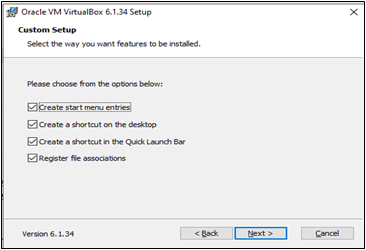 Oracle VM VirtualBox 6.1.34 Setup
Custom Setup
Select the way you want features to be installed.
Please choose from the options below:
Create start menu entries
Create a shortcut on the desktop
Create a shortcut in the Quick Launch Bar
Register file associations
Version 6.1.34
< Back
Next >
Cancel